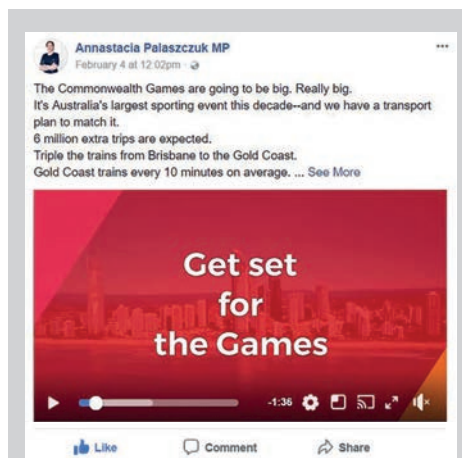 Annastacia Palaszczuk MP
February 4 at 12:02pm ·
The Commonwealth Games are going to be big. Really big.
It's Australia's largest sporting event this decade--and we have a transport
plan to match it.
6 million extra trips are expected.
Triple the trains from Brisbane to the Gold Coast.
Gold Coast trains every 10 minutes on average. ... See More
Get set
for
the Games
-1:36
Like Comment Share